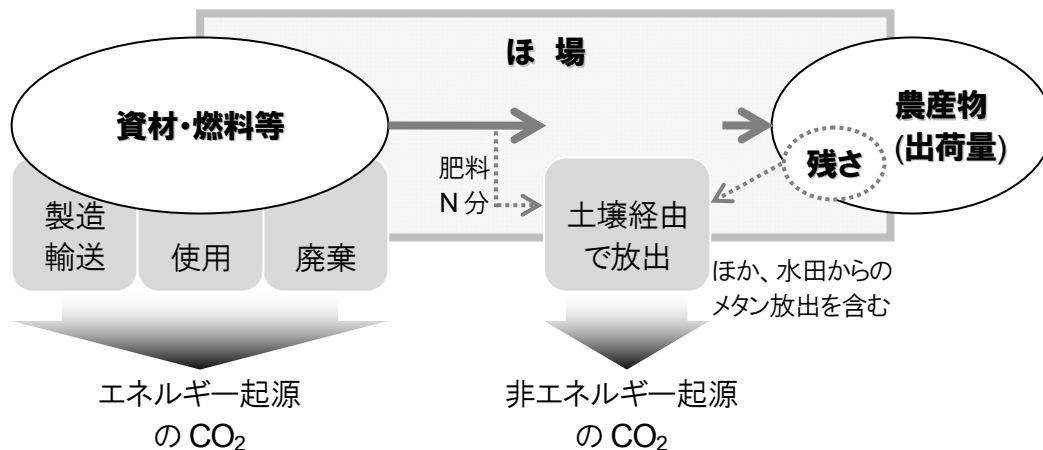 ほ 場
資材・燃料等
農産物
(出荷量)
残さ
肥料
N 分
製造
輸送
使用
廃棄
土壌経由
で放出
ほか、水田からの
メタン放出を含む
エネルギー起源
の CO₂
非エネルギー起源
の CO₂